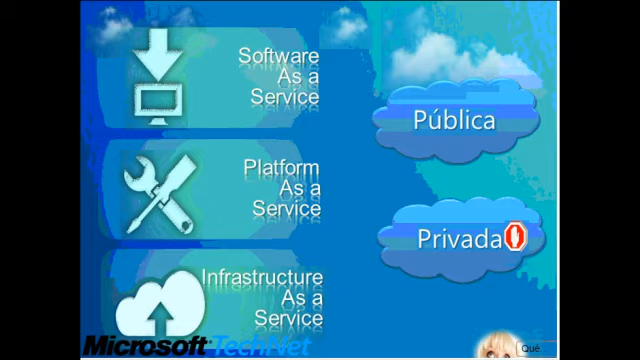 Software
As a
Service
Pública
Platform
As a
Service
Privada
Infrastructure
As a
Service
Microsoft TechNet
Qué...